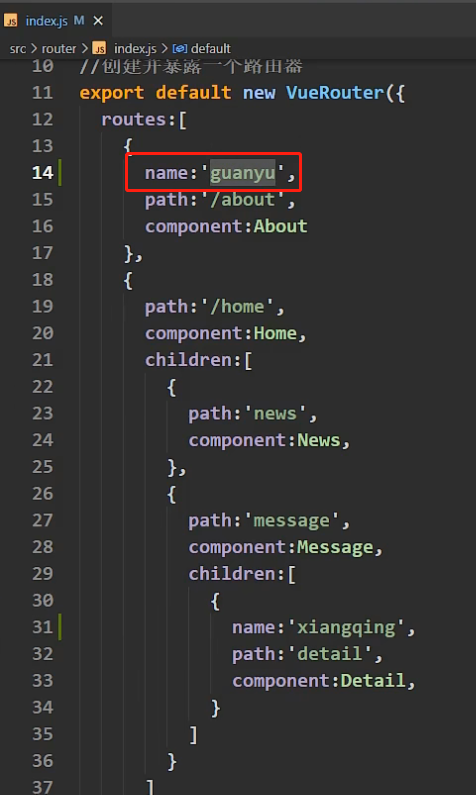 JS index.js M ×
src > router > JS index.js > default
10 //创建并暴露一个路由器
11 export default new VueRouter({
12 routes:[
13 {
14 name:'guanyu',
15 path:'/about',
16 component:About
17 },
18 {
19 path:'/home',
20 component:Home,
21 children:[
22 {
23 path:'news',
24 component:News,
25 },
26 {
27 path:'message',
28 component:Message,
29 children:[
30 {
31 name:'xiangqing',
32 path:'detail',
33 component:Detail,
34 }
35 ]
36 }
37 ]